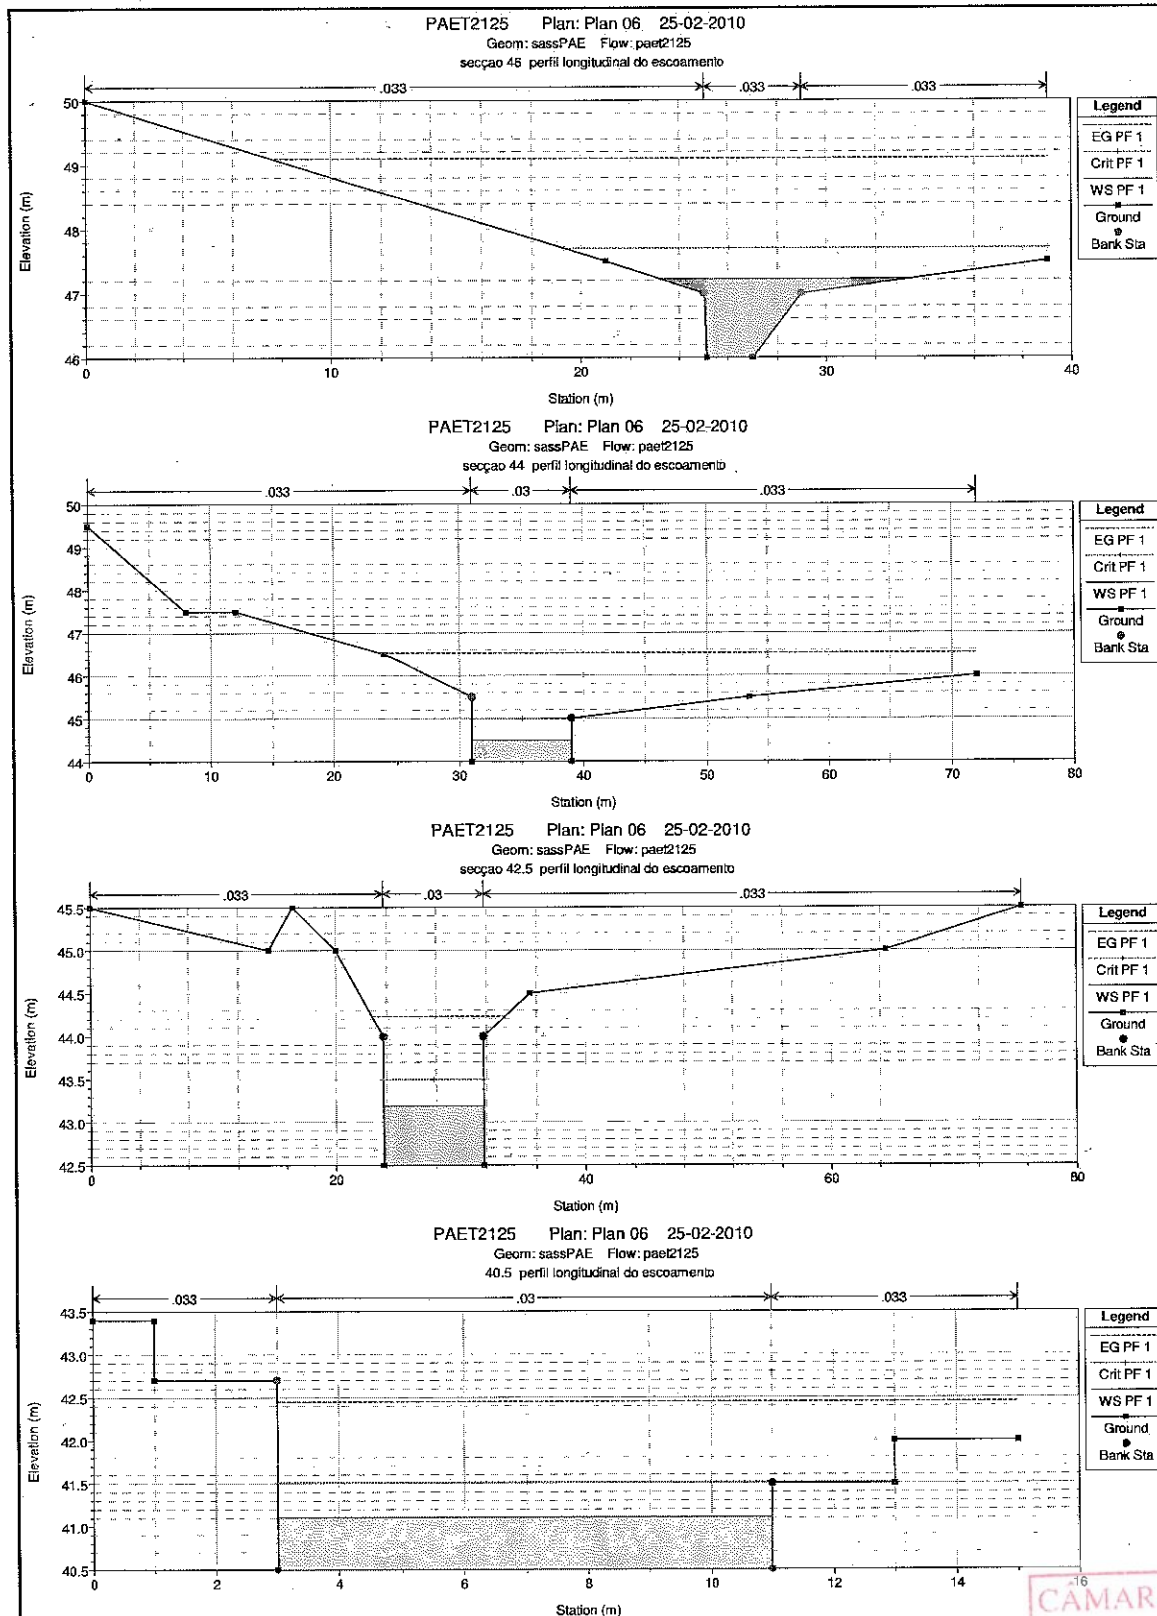 PAET2125 Plan: Plan 06 25-02-2010
Geom: sassPAE Flow: paet2125
secçao 46 perfil longitudinal do escoamento
.033 .033 .033
50
49
48
47
46
Elevation (m)
0 10 20 30 40
Station (m)
Legend
EG PF 1
Crit PF 1
WS PF 1
Ground
Bank Sta
PAET2125 Plan: Plan 06 25-02-2010
Geom: sassPAE Flow: paet2125
secçao 44 perfil longitudinal do escoamento
.033 .03 .033
50
49
48
47
46
45
44
Elevation (m)
0 10 20 30 40 50 60 70 80
Station (m)
Legend
EG PF 1
Crit PF 1
WS PF 1
Ground
Bank Sta
PAET2125 Plan: Plan 06 25-02-2010
Geom: sassPAE Flow: paet2125
secçao 42.5 perfil longitudinal do escoamento
.033 .03 .033
45.5
45.0
44.5
44.0
43.5
43.0
42.5
Elevation (m)
0 20 40 60 80
Station (m)
Legend
EG PF 1
Crit PF 1
WS PF 1
Ground
Bank Sta
PAET2125 Plan: Plan 06 25-02-2010
Geom: sassPAE Flow: paet2125
40.5 perfil longitudinal do escoamento
.033 .03 .033
43.5
43.0
42.5
42.0
41.5
41.0
40.5
Elevation (m)
0 2 4 6 8 10 12 14 16
Station (m)
Legend
EG PF 1
Crit PF 1
WS PF 1
Ground
Bank Sta
CÂMAR